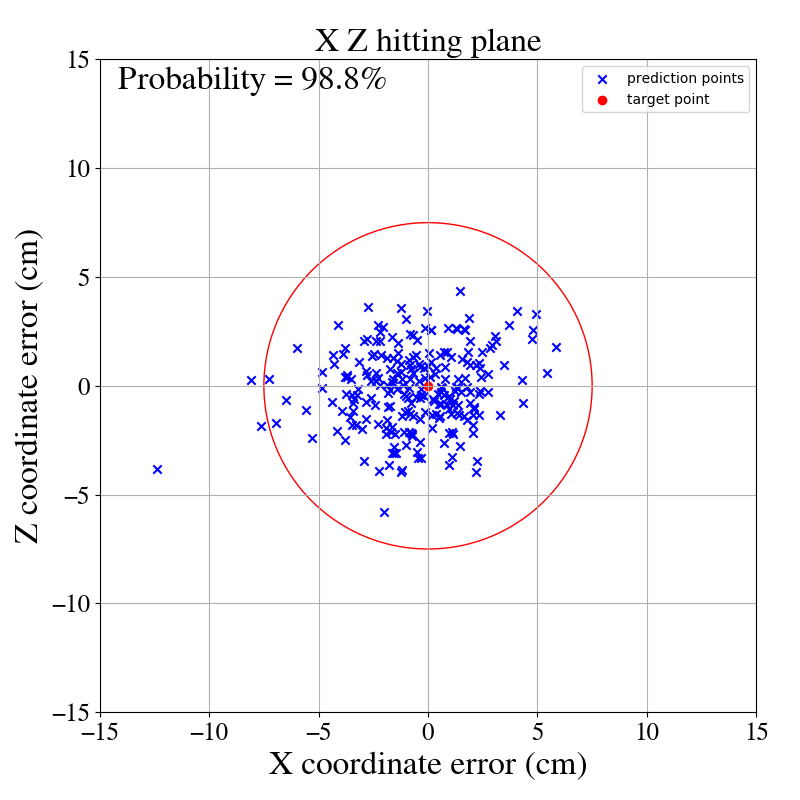 X Z hitting plane
Probability = 98.8%
prediction points
target point
15
10
5
0
−5
−10
−15
Z coordinate error (cm)
−15 −10 −5 0 5 10 15
X coordinate error (cm)